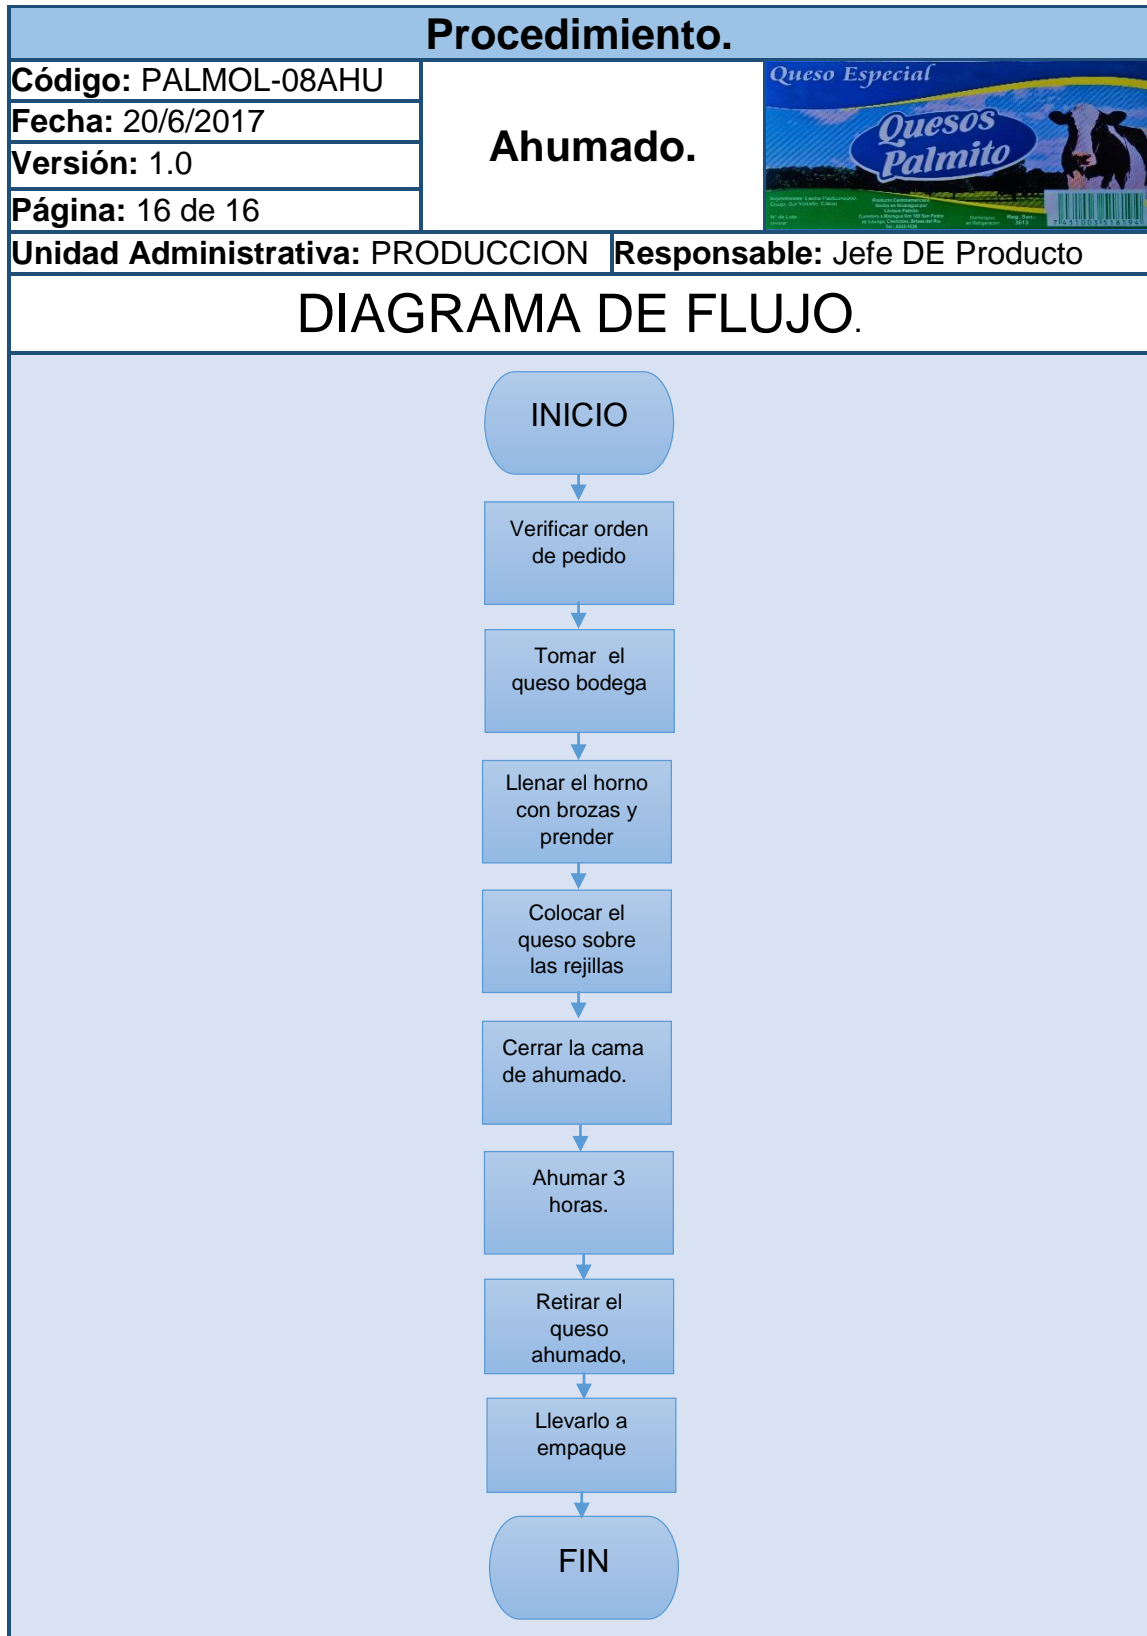 Procedimiento.
Código: PALMOL-08AHU
Fecha: 20/6/2017
Versión: 1.0
Página: 16 de 16
Ahumado.
Queso Especial
Quesos
Palmito
Unidad Administrativa: PRODUCCION
Responsable: Jefe DE Producto
DIAGRAMA DE FLUJO.
INICIO
Verificar orden
de pedido
Tomar el
queso bodega
Llenar el horno
con brozas y
prender
Colocar el
queso sobre
las rejillas
Cerrar la cama
de ahumado.
Ahumar 3
horas.
Retirar el
queso
ahumado,
Llevarlo a
empaque
FIN